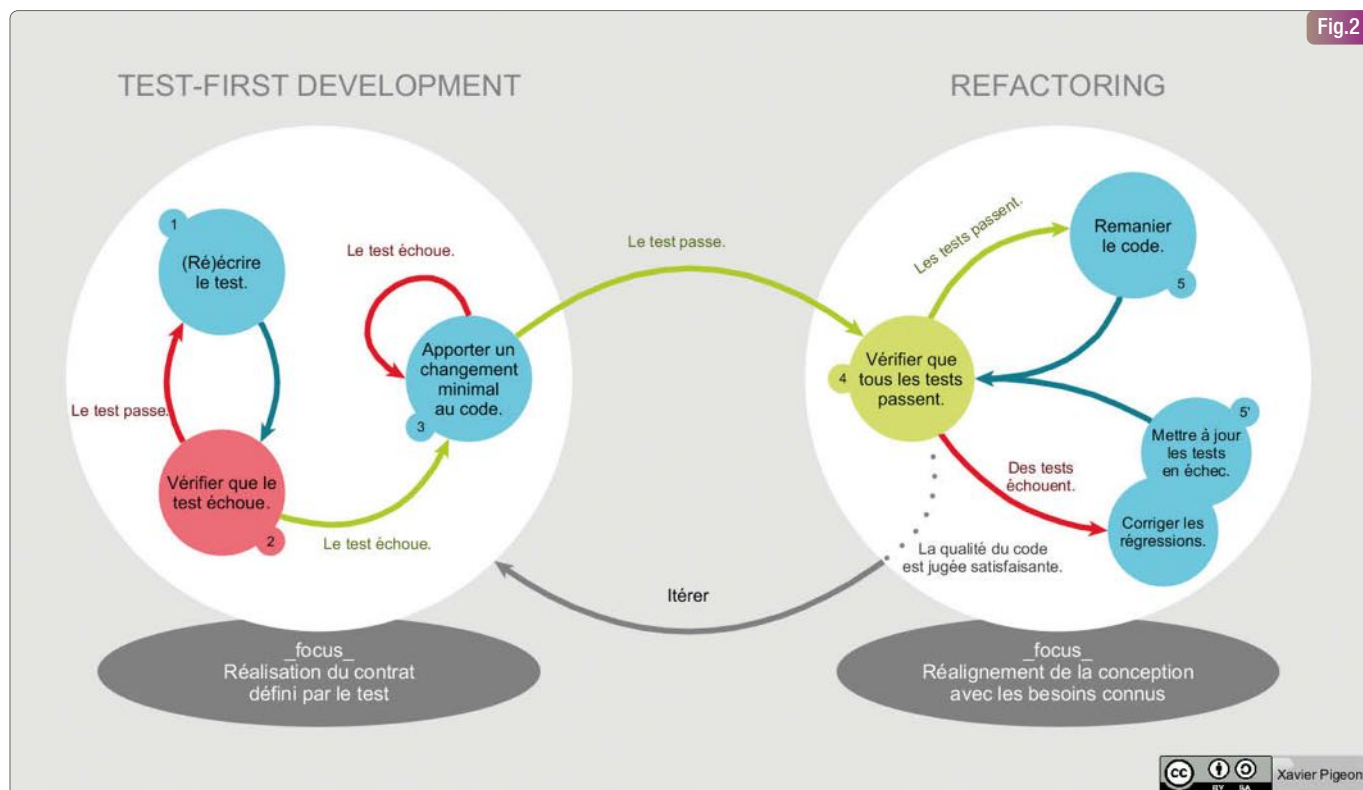 Fig.2
TEST-FIRST DEVELOPMENT
REFACTORING
1
(Ré)écrire
le test.
Le test passe.
Vérifier que le
test échoue.
2
Le test échoue.
Le test échoue.
Apporter un
changement
minimal
au code.
3
Le test passe.
4
Vérifier que
tous les tests
passent.
Les tests passent.
Remanier
le code.
5
5'
Mettre à jour
les tests
en échec.
Des tests
échouent.
Corriger les
régressions.
La qualité du code
est jugée satisfaisante.
Itérer
_focus_
Réalisation du contrat
défini par le test
_focus_
Réalignement de la conception
avec les besoins connus
cc
BY SA
Xavier Pigeon